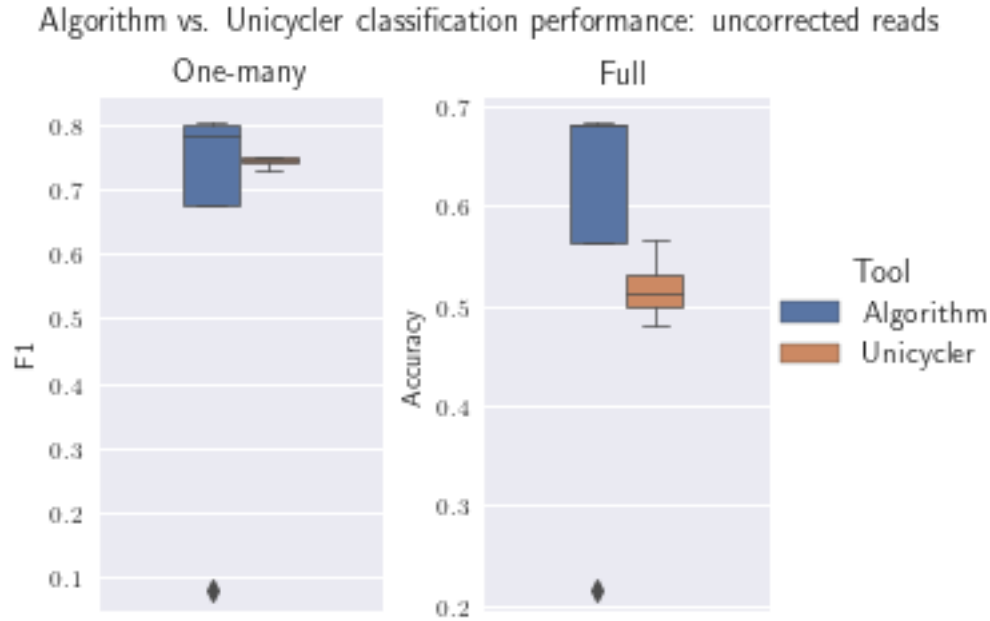 Algorithm vs. Unicycler classification performance: uncorrected reads
One-many
Full
F1
0.8
0.7
0.6
0.5
0.4
0.3
0.2
0.1
Accuracy
0.7
0.6
0.5
0.4
0.3
0.2
Tool
Algorithm
Unicycler